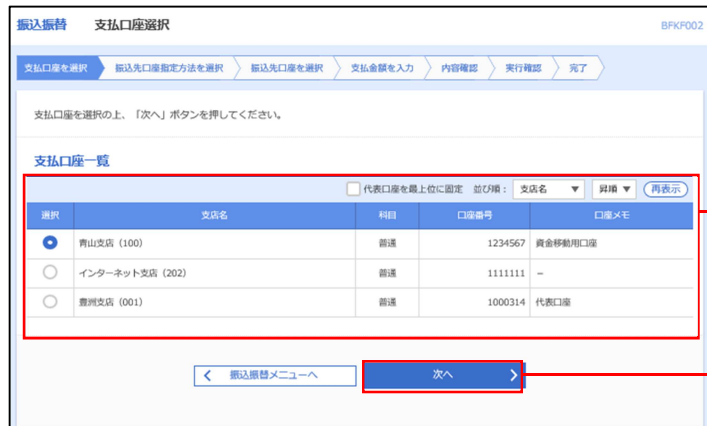 振込振替 支払口座選択 BFKF002
支払口座を選択 振込先口座指定方法を選択 振込先口座を選択 支払金額を入力 内容確認 実行確認 完了
支払口座を選択の上、「次へ」ボタンを押してください。
支払口座一覧
代表口座を最上位に固定 並び順： 支店名 ▼ 昇順 ▼ 再表示
選択 支店名 科目 口座番号 口座メモ
青山支店（100） 普通 1234567 資金移動用口座
インターネット支店（202） 普通 1111111 －
豊洲支店（001） 普通 1000314 代表口座
振込振替メニューへ 次へ